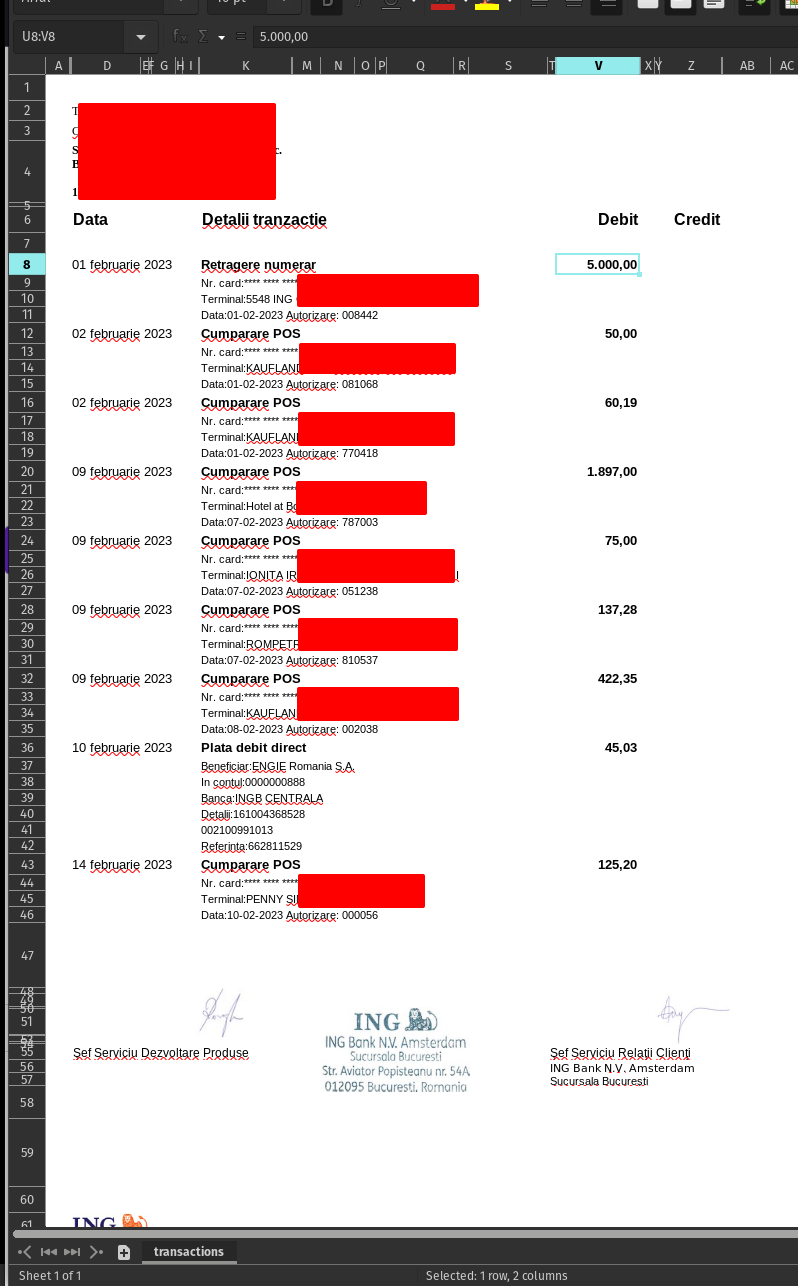 U8:V8 5.000,00
A D E F G H I K M N O P Q R S T V X Y Z AB AC
1
2 T
3 C
S c.
4 B
1
5
6 Data Detalii tranzactie Debit Credit
7
8 01 februarie 2023 Retragere numerar 5.000,00
9 Nr. card:**** **** ****
10 Terminal:5548 ING
11 Data:01-02-2023 Autorizare: 008442
12 02 februarie 2023 Cumparare POS 50,00
13 Nr. card:**** **** ****
14 Terminal:KAUFLAND
15 Data:01-02-2023 Autorizare: 081068
16 02 februarie 2023 Cumparare POS 60,19
17 Nr. card:**** **** ****
18 Terminal:KAUFLAN
19 Data:01-02-2023 Autorizare: 770418
20 09 februarie 2023 Cumparare POS 1.897,00
21 Nr. card:**** **** ***
22 Terminal:Hotel at Bo
23 Data:07-02-2023 Autorizare: 787003
24 09 februarie 2023 Cumparare POS 75,00
25 Nr. card:**** **** ****
26 Terminal:IONITA IR I
27 Data:07-02-2023 Autorizare: 051238
28 09 februarie 2023 Cumparare POS 137,28
29 Nr. card:**** **** ****
30 Terminal:ROMPETR
31 Data:07-02-2023 Autorizare: 810537
32 09 februarie 2023 Cumparare POS 422,35
33 Nr. card:**** **** ****
34 Terminal:KAUFLAN
35 Data:08-02-2023 Autorizare: 002038
36 10 februarie 2023 Plata debit direct 45,03
37 Beneficiar:ENGIE Romania S.A.
38 In contul:0000000888
39 Banca:INGB CENTRALA
40 Detalii:161004368528
41 002100991013
42 Referinta:662811529
43 14 februarie 2023 Cumparare POS 125,20
44 Nr. card:**** **** ****
45 Terminal:PENNY SI
46 Data:10-02-2023 Autorizare: 000056
47
48
49
50
51 ING
ING Bank N.V. Amsterdam
55 Şef Serviciu Dezvoltare Produse Sucursala Bucuresti Şef Serviciu Relaţii Clienţi
56 Str. Aviator Popisteanu nr. 54A, ING Bank N.V. Amsterdam
57 012095 Bucuresti, Romania Sucursala Bucureşti
58
59
60
61 ING
transactions
Sheet 1 of 1 Selected: 1 row, 2 columns